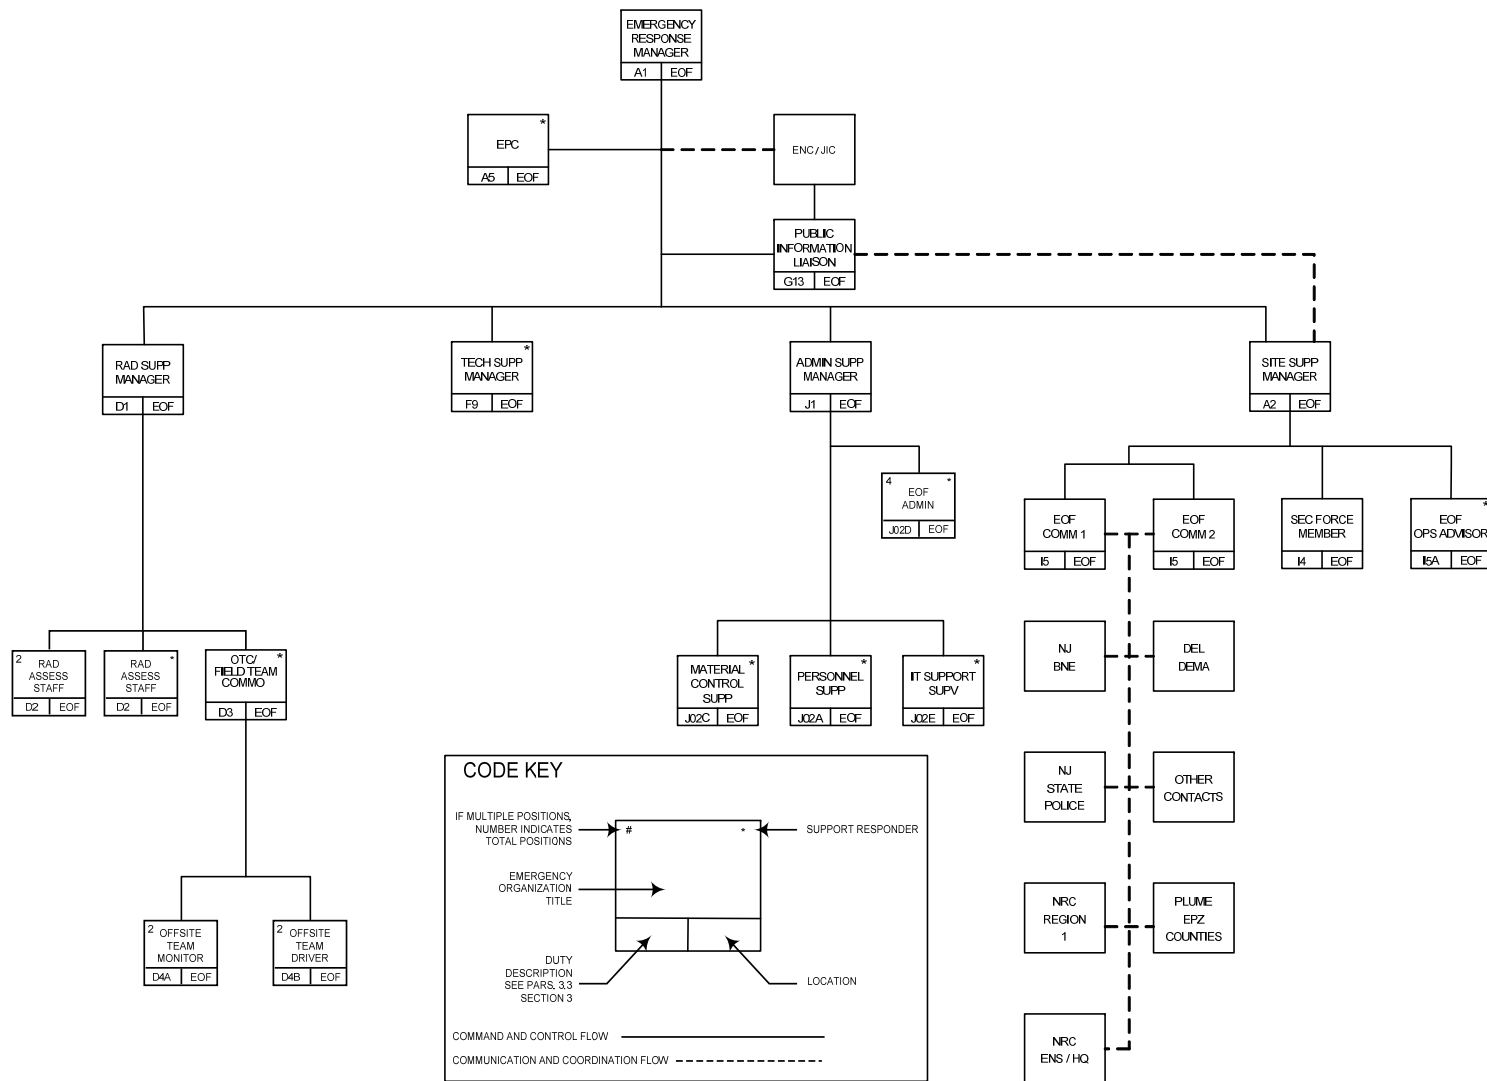 EMERGENCY
RESPONSE
MANAGER
A1 EOF
*
EPC
A5 EOF
ENC/JIC
PUBLIC
INFORMATION
LIAISON
G13 EOF
RAD SUPP
MANAGER
D1 EOF
*
TECH SUPP
MANAGER
F9 EOF
ADMIN SUPP
MANAGER
J1 EOF
SITE SUPP
MANAGER
A2 EOF
4 *
EOF
ADMIN
J02D EOF
EOF
COMM 1
I5 EOF
EOF
COMM 2
I5 EOF
SEC FORCE
MEMBER
I4 EOF
*
EOF
OPS ADVISOR
I5A EOF
2 RAD
ASSESS
STAFF
D2 EOF
RAD *
ASSESS
STAFF
D2 EOF
OTC/ *
FIELD TEAM
COMMO
D3 EOF
MATERIAL *
CONTROL
SUPP
J02C EOF
*
PERSONNEL
SUPP
J02A EOF
*
IT SUPPORT
SUPV
J02E EOF
NJ
BNE
DEL
DEMA
NJ
STATE
POLICE
OTHER
CONTACTS
NRC
REGION
1
PLUME
EPZ
COUNTIES
NRC
ENS / HQ
2 OFFSITE
TEAM
MONITOR
D4A EOF
2 OFFSITE
TEAM
DRIVER
D4B EOF
CODE KEY
IF MULTIPLE POSITIONS,
NUMBER INDICATES
TOTAL POSITIONS
# *
SUPPORT RESPONDER
EMERGENCY
ORGANIZATION
TITLE
DUTY
DESCRIPTION
SEE PARS. 3.3
SECTION 3
LOCATION
COMMAND AND CONTROL FLOW
COMMUNICATION AND COORDINATION FLOW